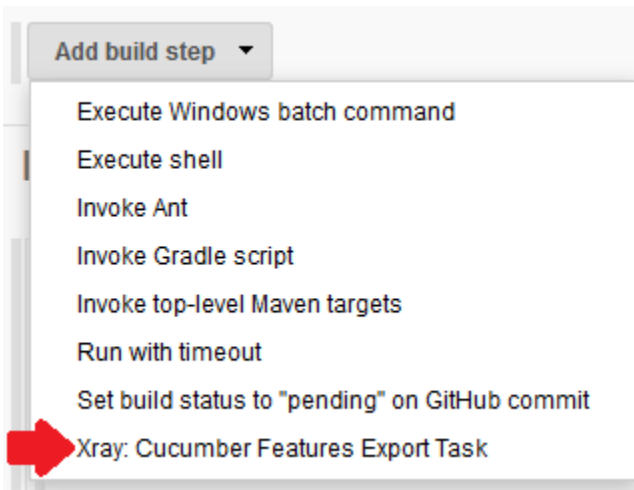 Add build step
Execute Windows batch command
Execute shell
Invoke Ant
Invoke Gradle script
Invoke top-level Maven targets
Run with timeout
Set build status to "pending" on GitHub commit
Xray: Cucumber Features Export Task